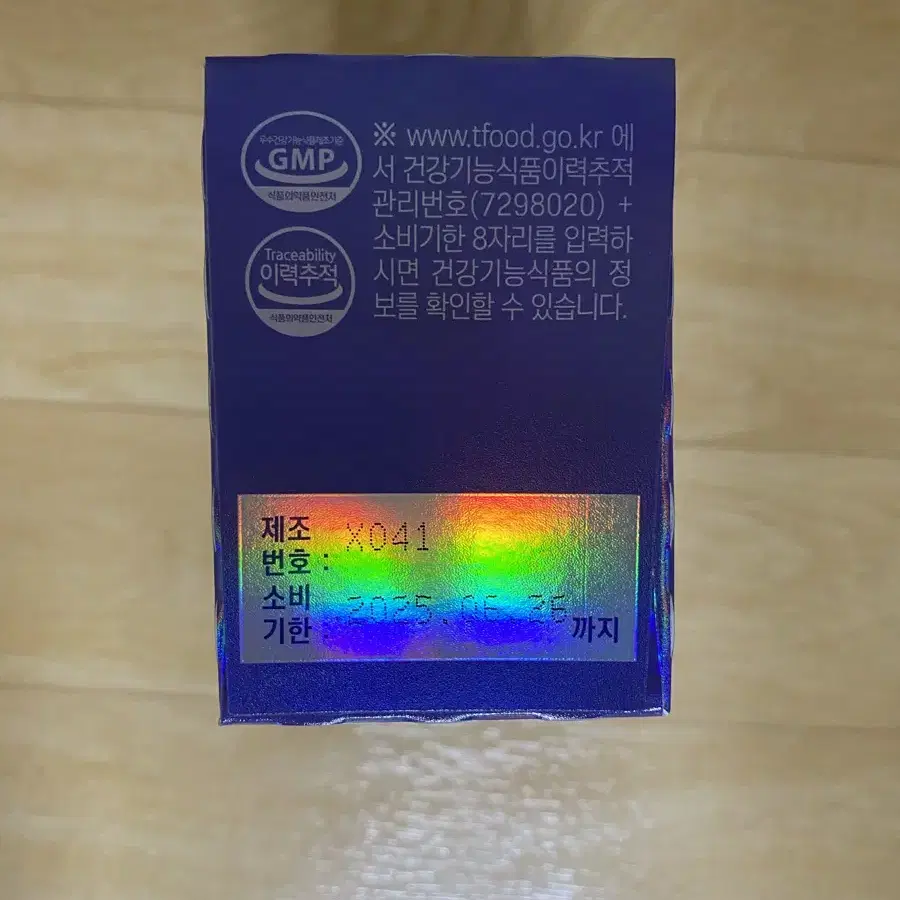 우수건강기능식품제조기준
GMP
식품의약품안전처
Traceability
이력추적
식품의약품안전처
※ www.tfood.go.kr 에
서 건강기능식품이력추적
관리번호(7298020) +
소비기한 8자리를 입력하
시면 건강기능식품의 정
보를 확인할 수 있습니다.
제조
번호 : X041
소비
기한 : 2025.06.26 까지